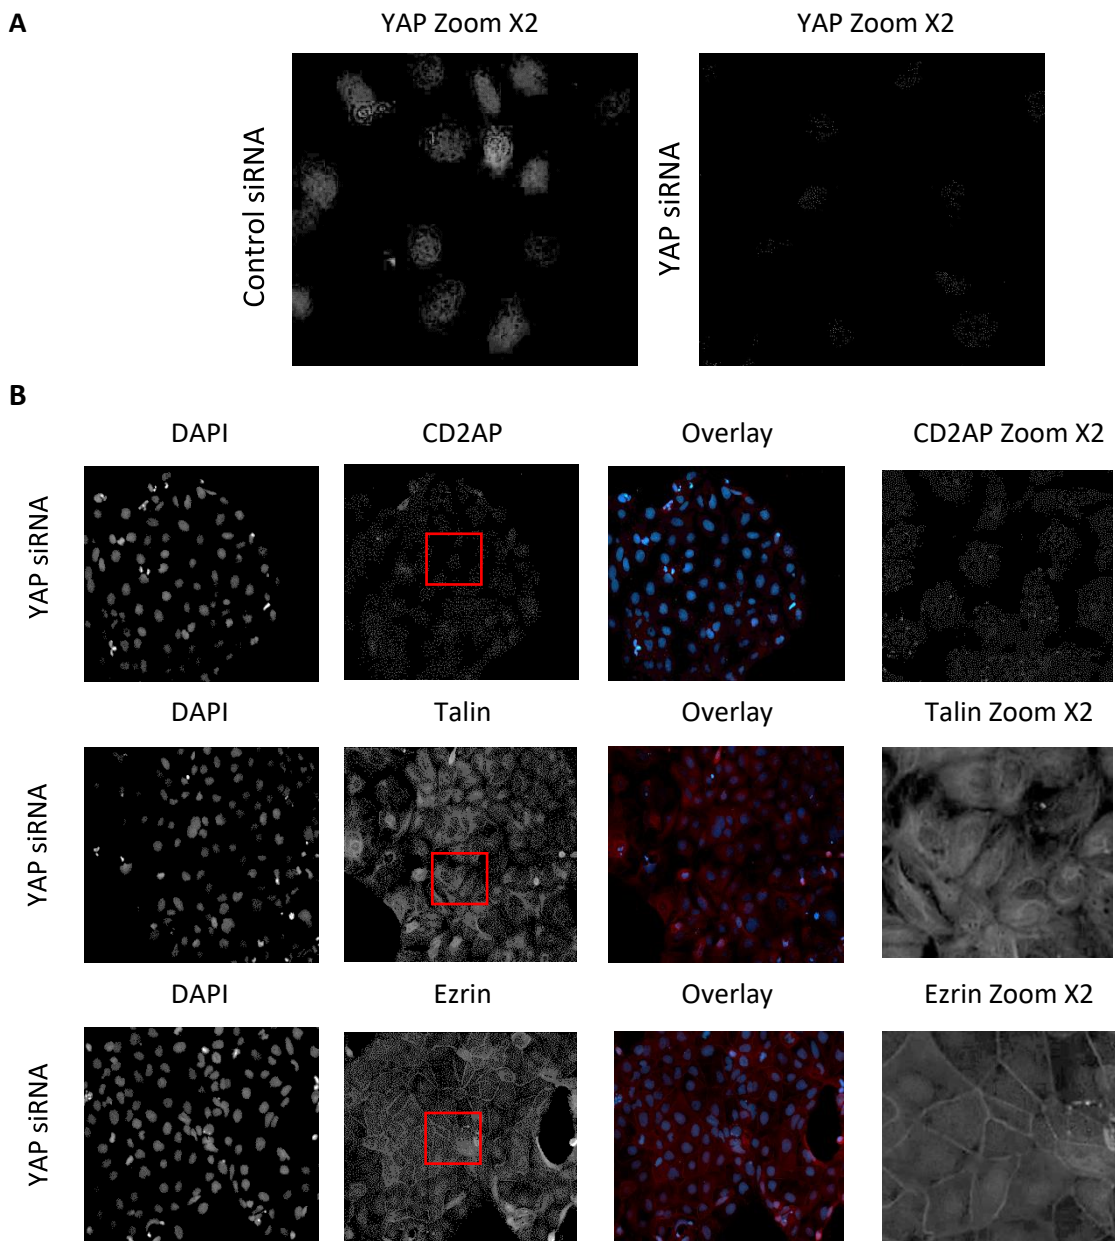 A
YAP Zoom X2
YAP Zoom X2
Control siRNA
YAP siRNA
B
DAPI
CD2AP
Overlay
CD2AP Zoom X2
YAP siRNA
DAPI
Talin
Overlay
Talin Zoom X2
YAP siRNA
DAPI
Ezrin
Overlay
Ezrin Zoom X2
YAP siRNA